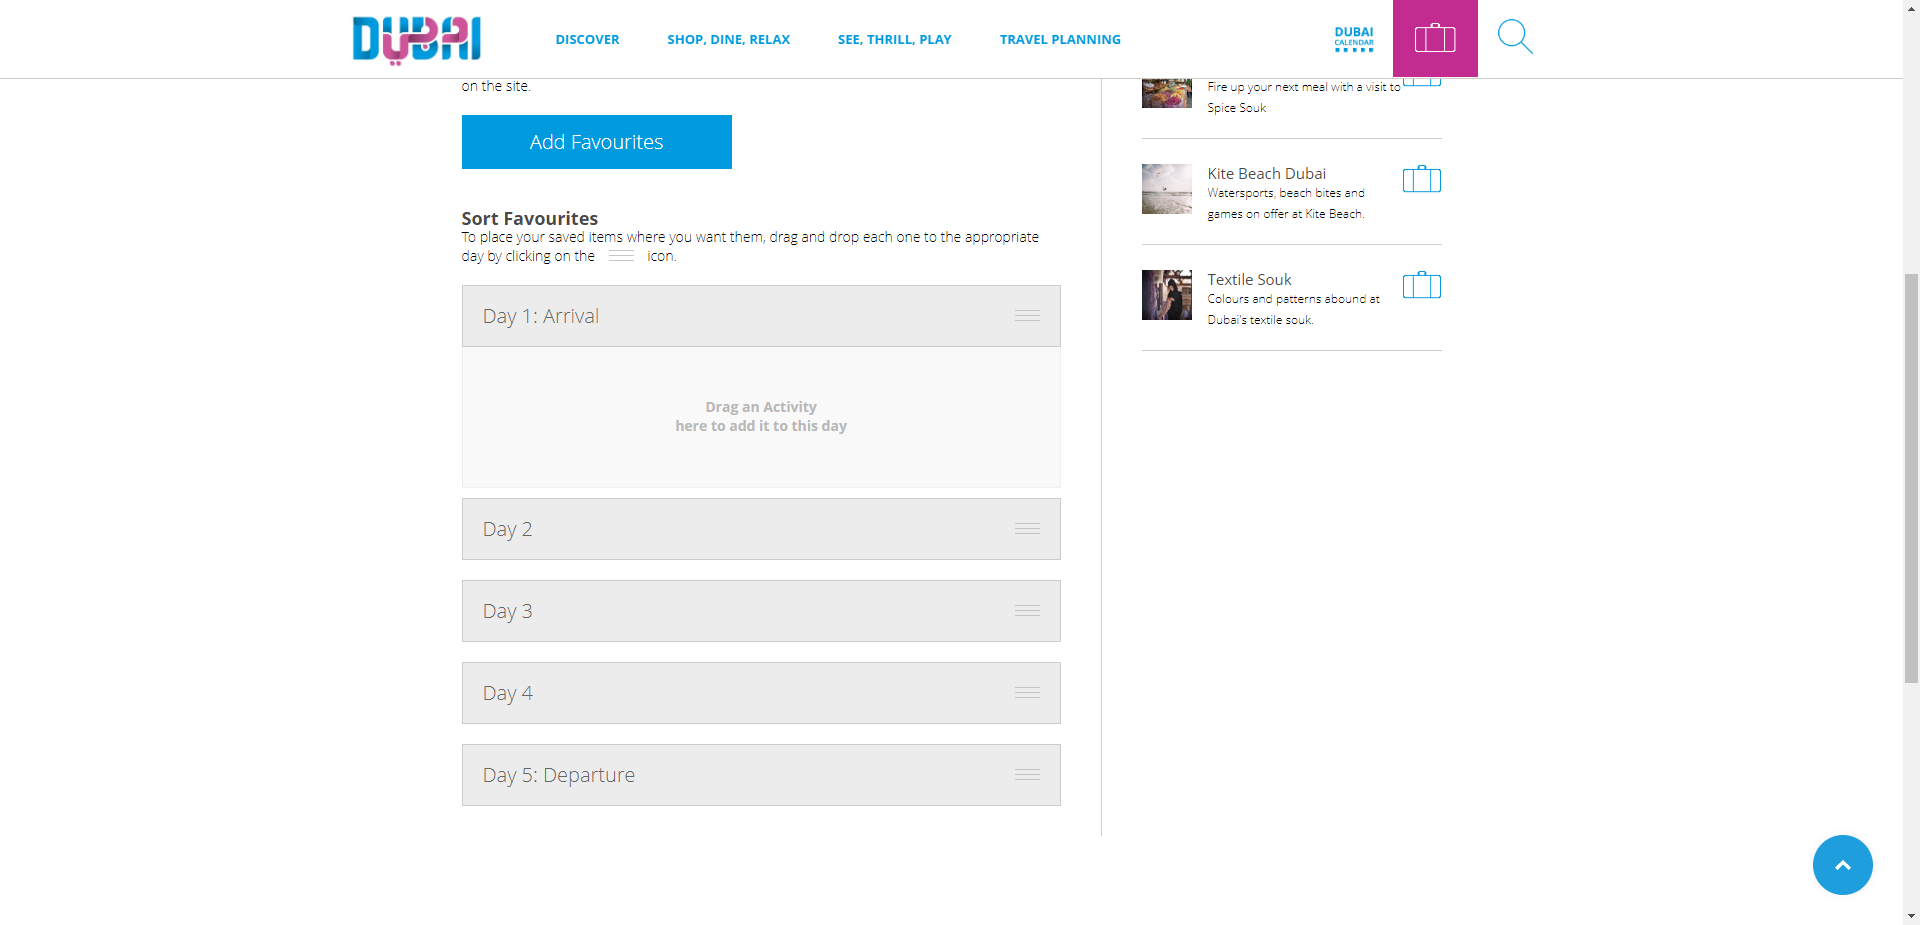 DUBAI
DISCOVER
SHOP, DINE, RELAX
SEE, THRILL, PLAY
TRAVEL PLANNING
DUBAI
CALENDAR
on the site.
Add Favourites
Sort Favourites
To place your saved items where you want them, drag and drop each one to the appropriate
day by clicking on the icon.
Day 1: Arrival
Drag an Activity
here to add it to this day
Day 2
Day 3
Day 4
Day 5: Departure
Fire up your next meal with a visit to
Spice Souk
Kite Beach Dubai
Watersports, beach bites and
games on offer at Kite Beach.
Textile Souk
Colours and patterns abound at
Dubai's textile souk.